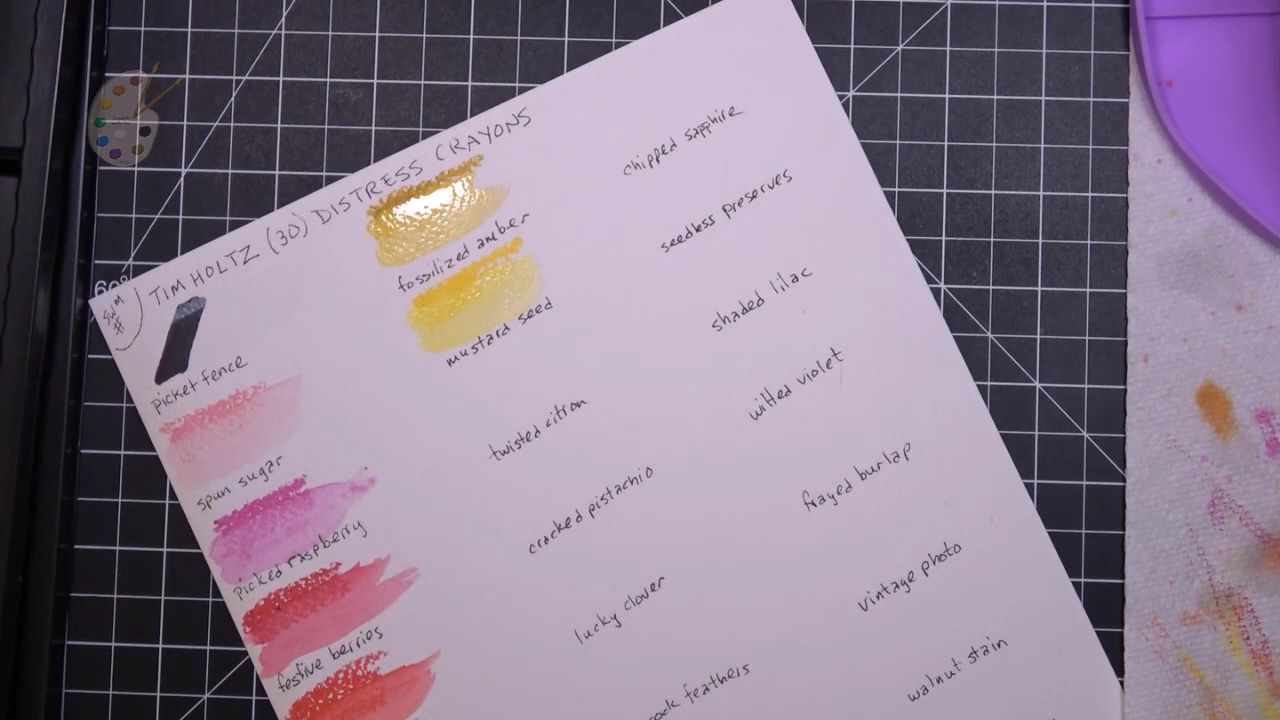 TIM HOLTZ (30) DISTRESS CRAYONS
picket fence
spun sugar
picked raspberry
festive berries
fossilized amber
mustard seed
twisted citron
cracked pistachio
lucky clover
feathers
chipped sapphire
seedless preserves
shaded lilac
wilted violet
frayed burlap
vintage photo
walnut stain